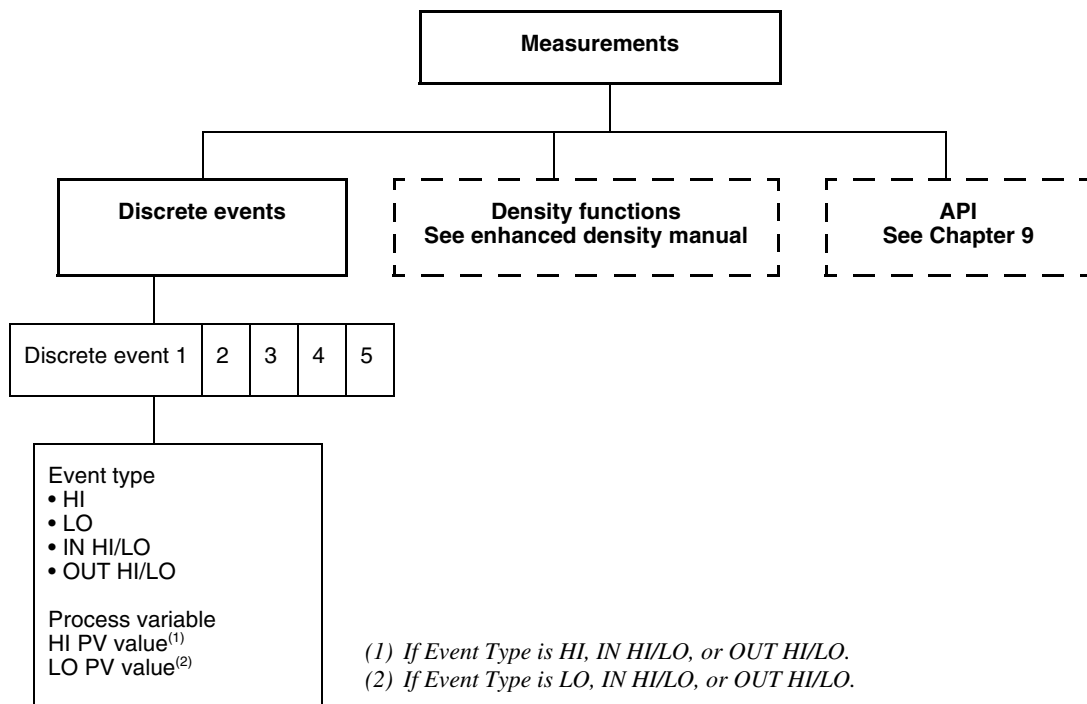 Measurements
Discrete events
Density functions
See enhanced density manual
API
See Chapter 9
Discrete event 1 2 3 4 5
Event type
• HI
• LO
• IN HI/LO
• OUT HI/LO
Process variable
HI PV value(1)
LO PV value(2)
(1) If Event Type is HI, IN HI/LO, or OUT HI/LO.
(2) If Event Type is LO, IN HI/LO, or OUT HI/LO.